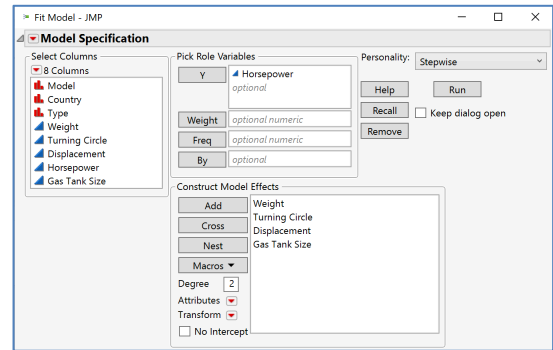 Fit Model - JMP
Model Specification
Select Columns
8 Columns
Model
Country
Type
Weight
Turning Circle
Displacement
Horsepower
Gas Tank Size
Pick Role Variables
Y
Horsepower
optional
Weight
optional numeric
Freq
optional numeric
By
optional
Personality:
Stepwise
Help
Run
Recall
Keep dialog open
Remove
Construct Model Effects
Add
Cross
Nest
Macros
Degree 2
Attributes
Transform
No Intercept
Weight
Turning Circle
Displacement
Gas Tank Size